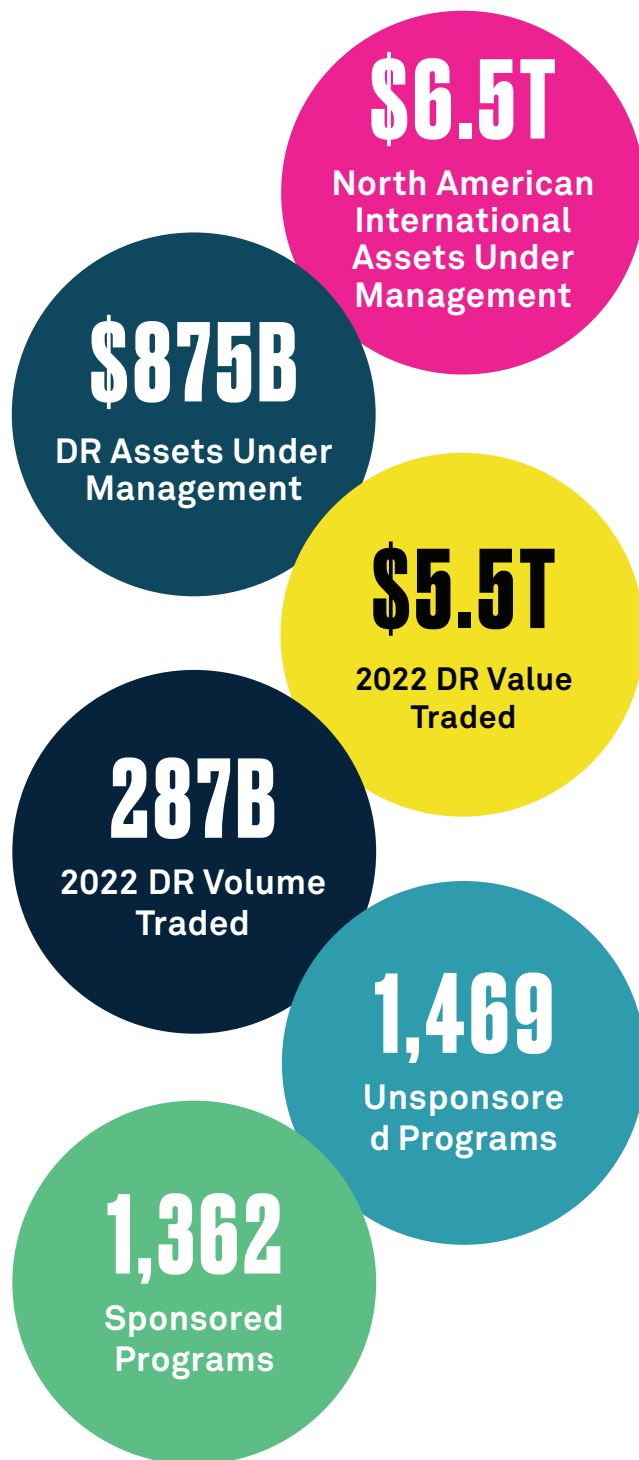 $6.5T
North American
International
Assets Under
Management
$875B
DR Assets Under
Management
$5.5T
2022 DR Value
Traded
287B
2022 DR Volume
Traded
1,469
Unsponsore
d Programs
1,362
Sponsored
Programs